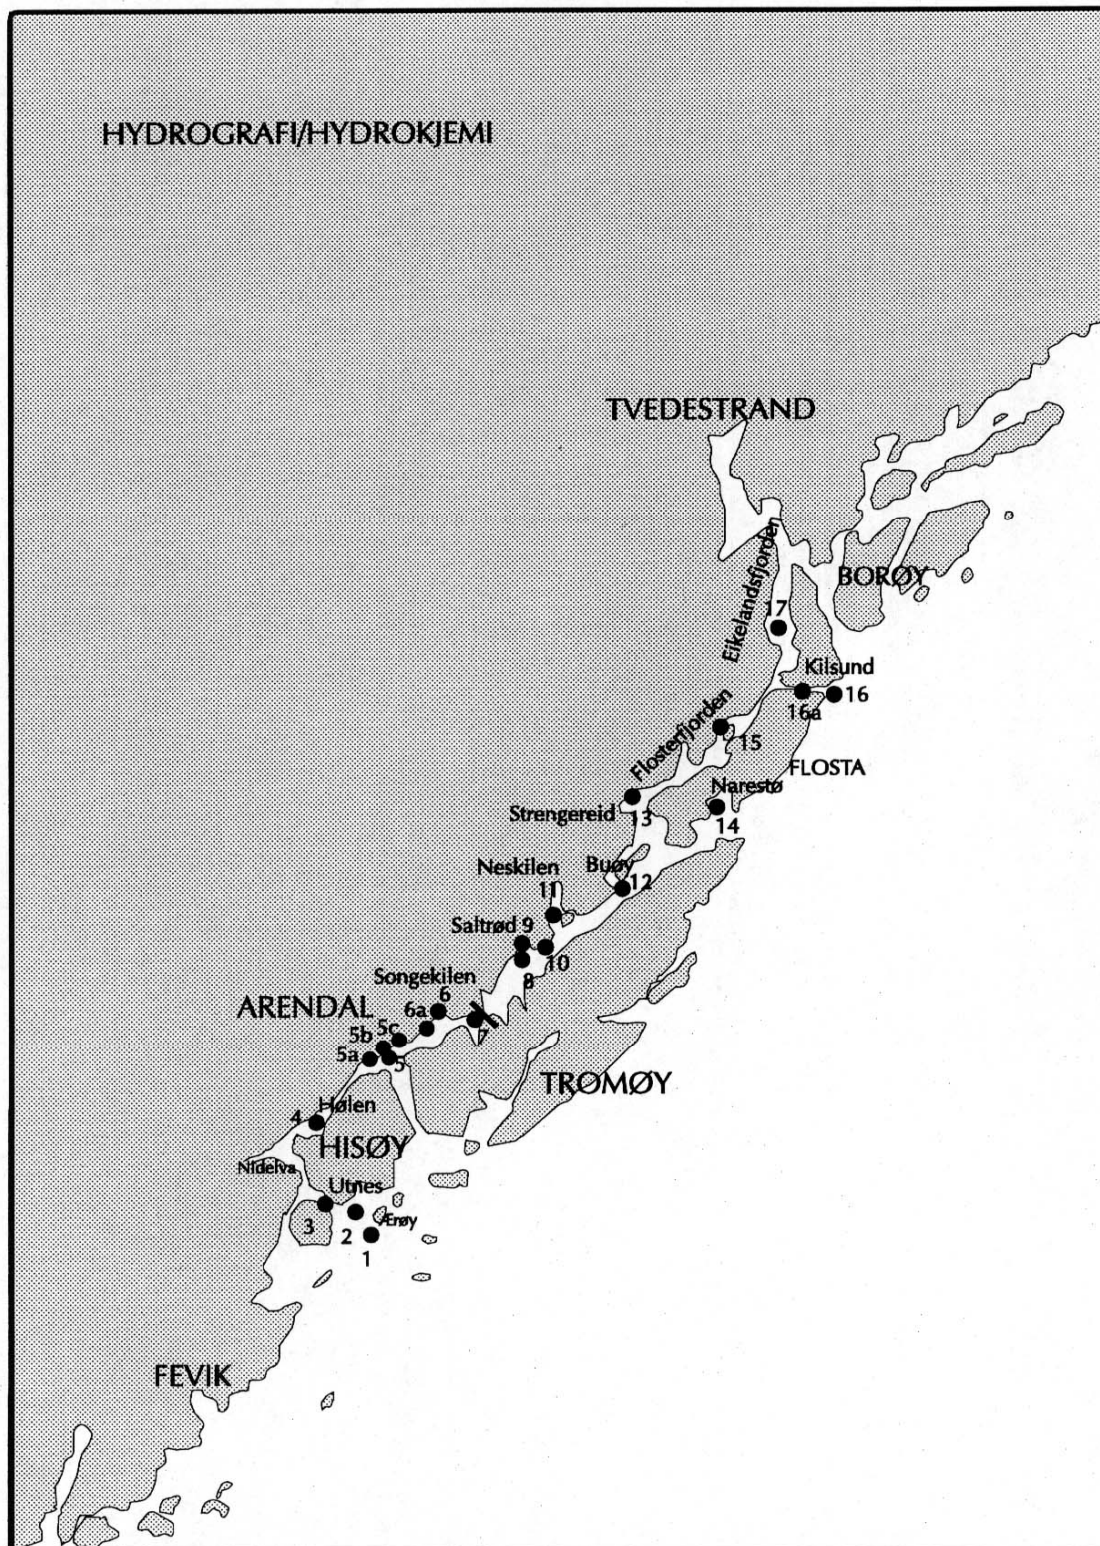 HYDROGRAFI/HYDROKJEMI
TVEDESTRAND
BORØY
Eikelandsfjorden
17
Kilsund
16a
16
Flosterfjorden
15
FLOSTA
Narestø
14
Strengereid
13
Neskilen
11
Buøy
12
Saltrød 9
10
8
Songekilen
6
6a
7
ARENDAL
5c
5b
5a
5
TROMØY
Hølen
4
HISØY
Nidelva
Utnes
Ærøy
3
2
1
FEVIK